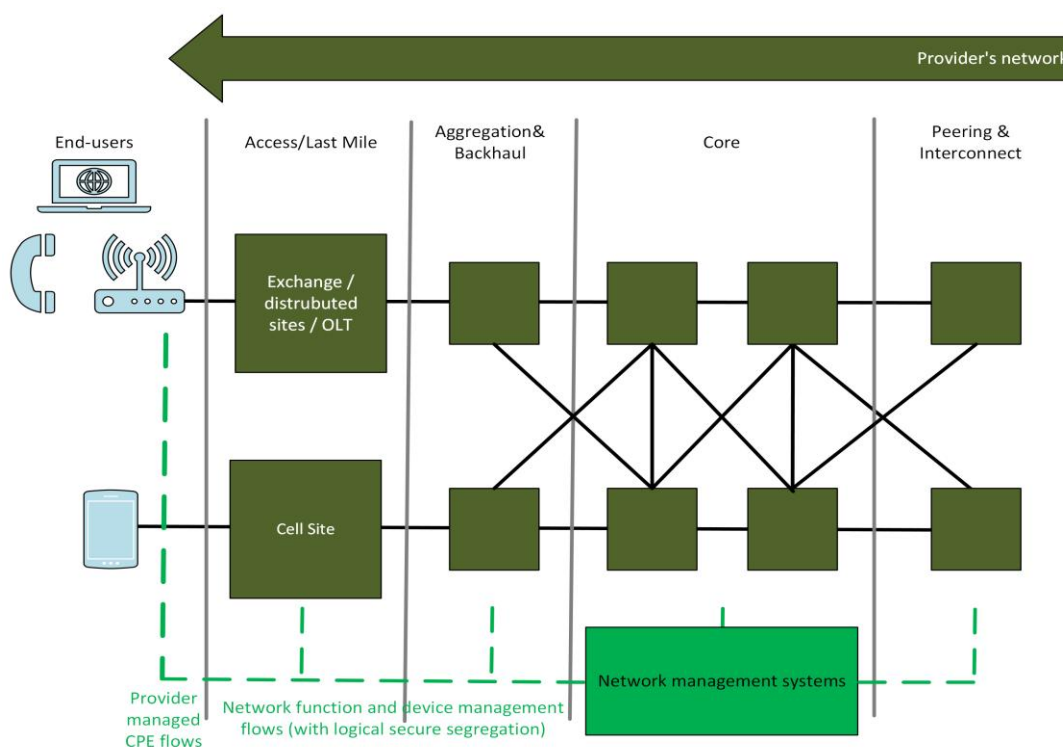 Provider's network
End-users
Access/Last Mile
Aggregation&
Backhaul
Core
Peering &
Interconnect
Exchange /
distrubuted
sites / OLT
Cell Site
Network management systems
Provider
managed
CPE flows
Network function and device management
flows (with logical secure segregation)